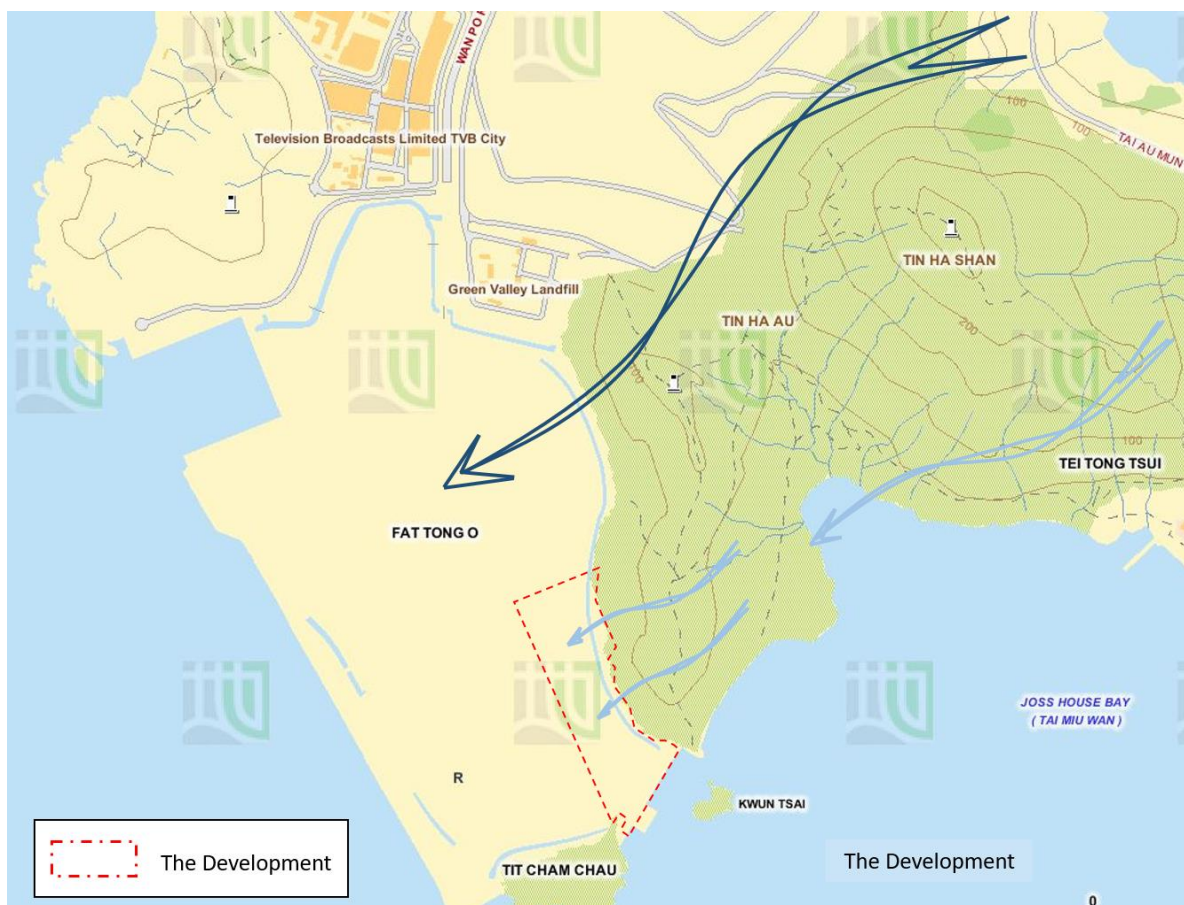 WAN PO R
Television Broadcasts Limited TVB City
100
100
TAI AU MUN
TIN HA SHAN
Green Valley Landfill
TIN HA AU
200
100
100
TEI TONG TSUI
FAT TONG O
JOSS HOUSE BAY
( TAI MIU WAN )
R
KWUN TSAI
The Development
The Development
TIT CHAM CHAU
0